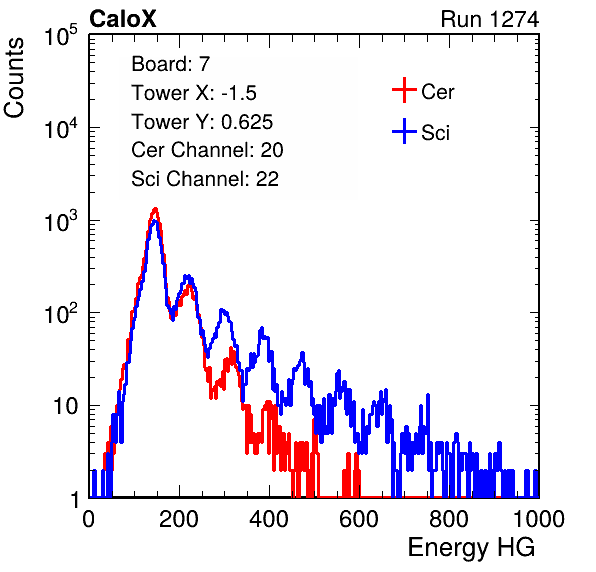 CaloX Run 1274
Counts
10^5
10^4
10^3
10^2
10
1
Board: 7
Tower X: -1.5
Tower Y: 0.625
Cer Channel: 20
Sci Channel: 22
Cer
Sci
0 200 400 600 800 1000
Energy HG